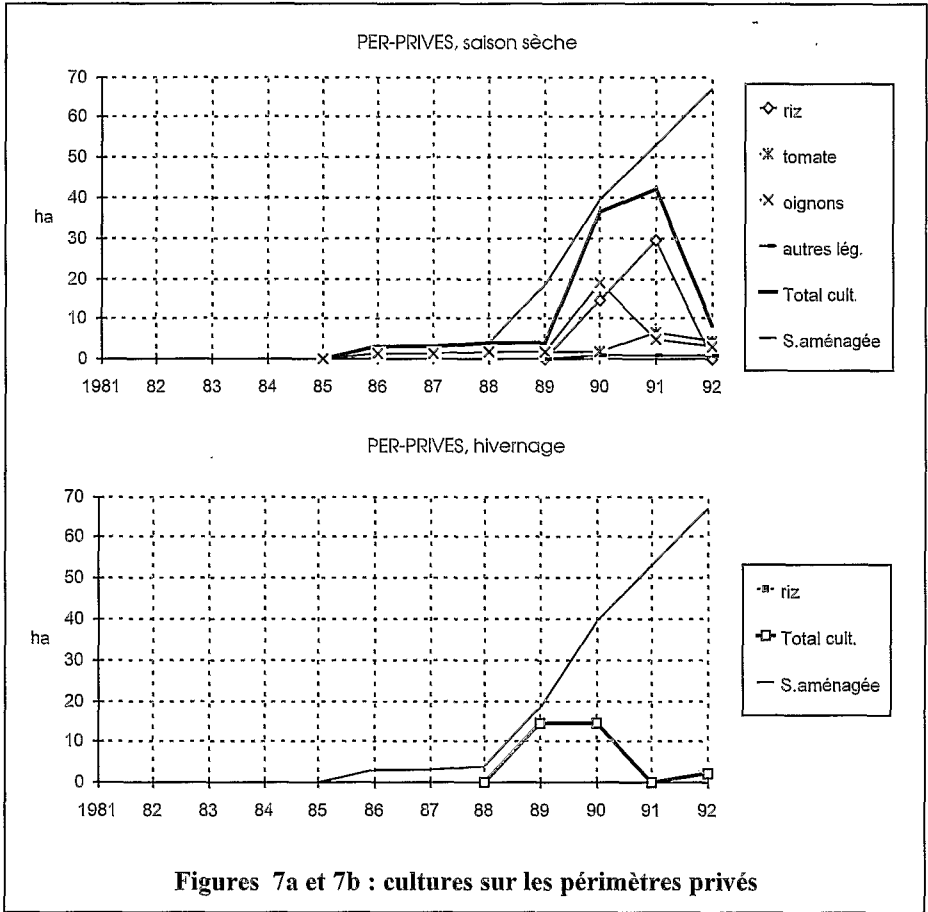 PER-PRIVES, saison sèche
70
60
50
40
30
20
10
0
ha
1981 82 83 84 85 86 87 88 89 90 91 92
riz
tomate
oignons
autres lég.
Total cult.
S.aménagée
PER-PRIVES, hivernage
70
60
50
40
30
20
10
0
ha
1981 82 83 84 85 86 87 88 89 90 91 92
riz
Total cult.
S.aménagée
Figures 7a et 7b : cultures sur les périmètres privés